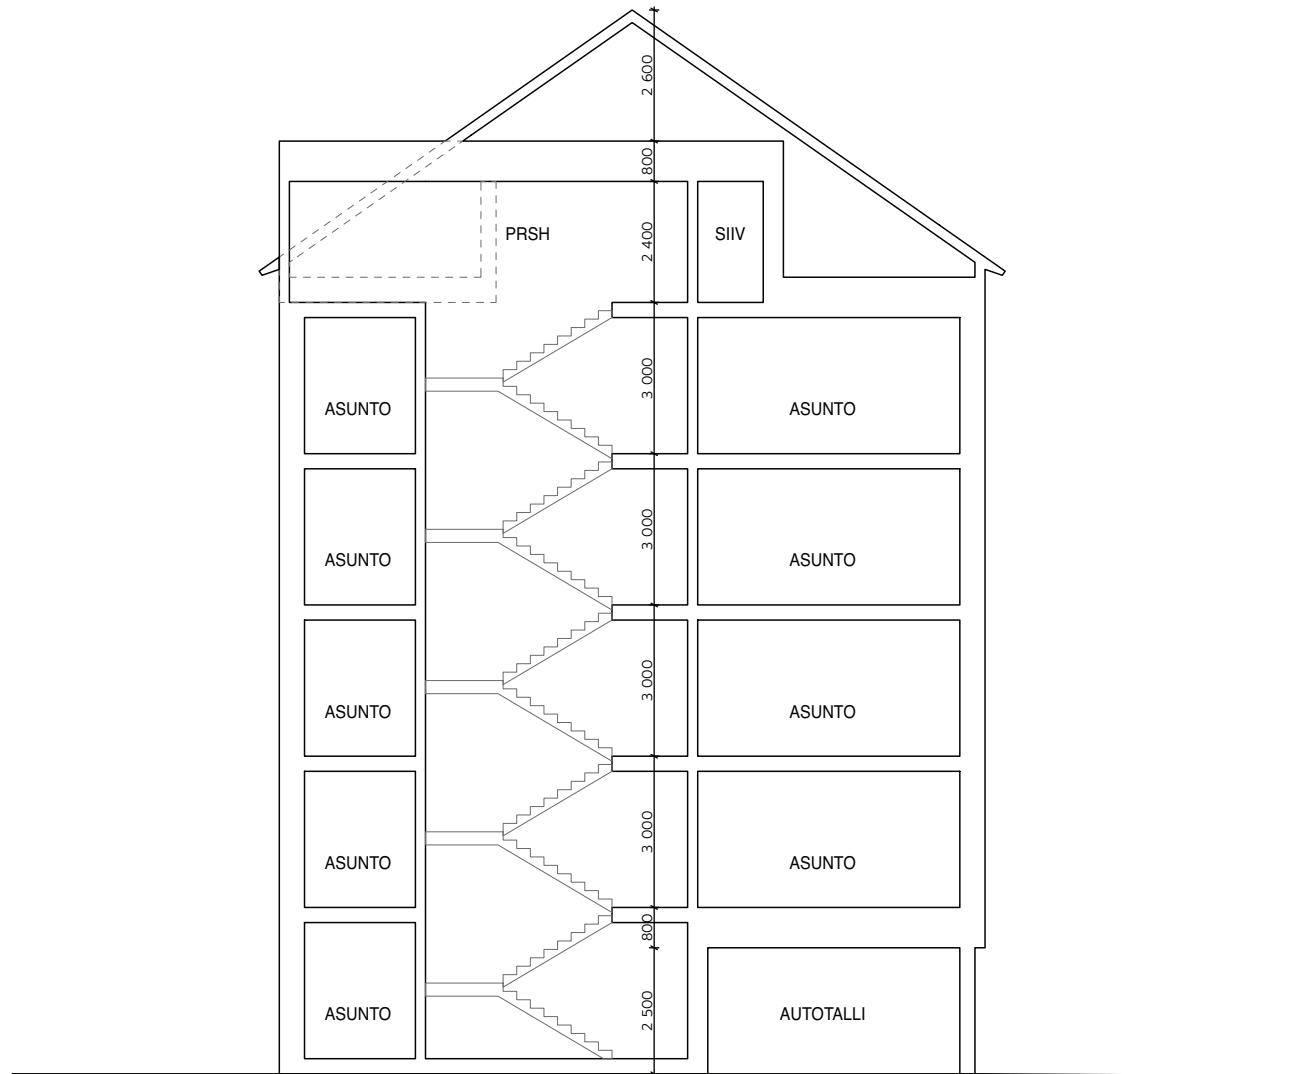 2 600
800
2 400
PRSH
SIIV
3 000
ASUNTO
ASUNTO
3 000
ASUNTO
ASUNTO
3 000
ASUNTO
ASUNTO
3 000
ASUNTO
ASUNTO
800
2 500
ASUNTO
AUTOTALLI